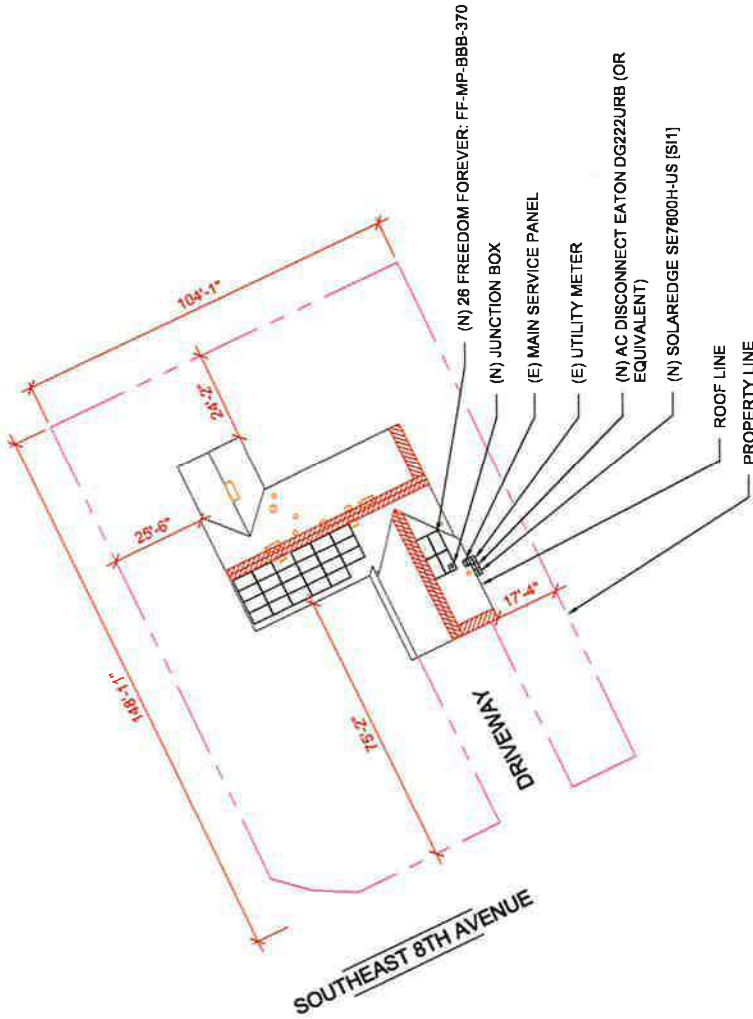 104'-1"
148'-11"
24'-2"
25'-6"
75'-2"
17'-4"
DRIVEWAY
SOUTHEAST 8TH AVENUE
(N) 26 FREEDOM FOREVER: FF-MP-BBB-370
(N) JUNCTION BOX
(E) MAIN SERVICE PANEL
(E) UTILITY METER
(N) AC DISCONNECT EATON DG222URB (OR
EQUIVALENT)
(N) SOLAREDGE SE7600H-US [SI1]
ROOF LINE
PROPERTY LINE